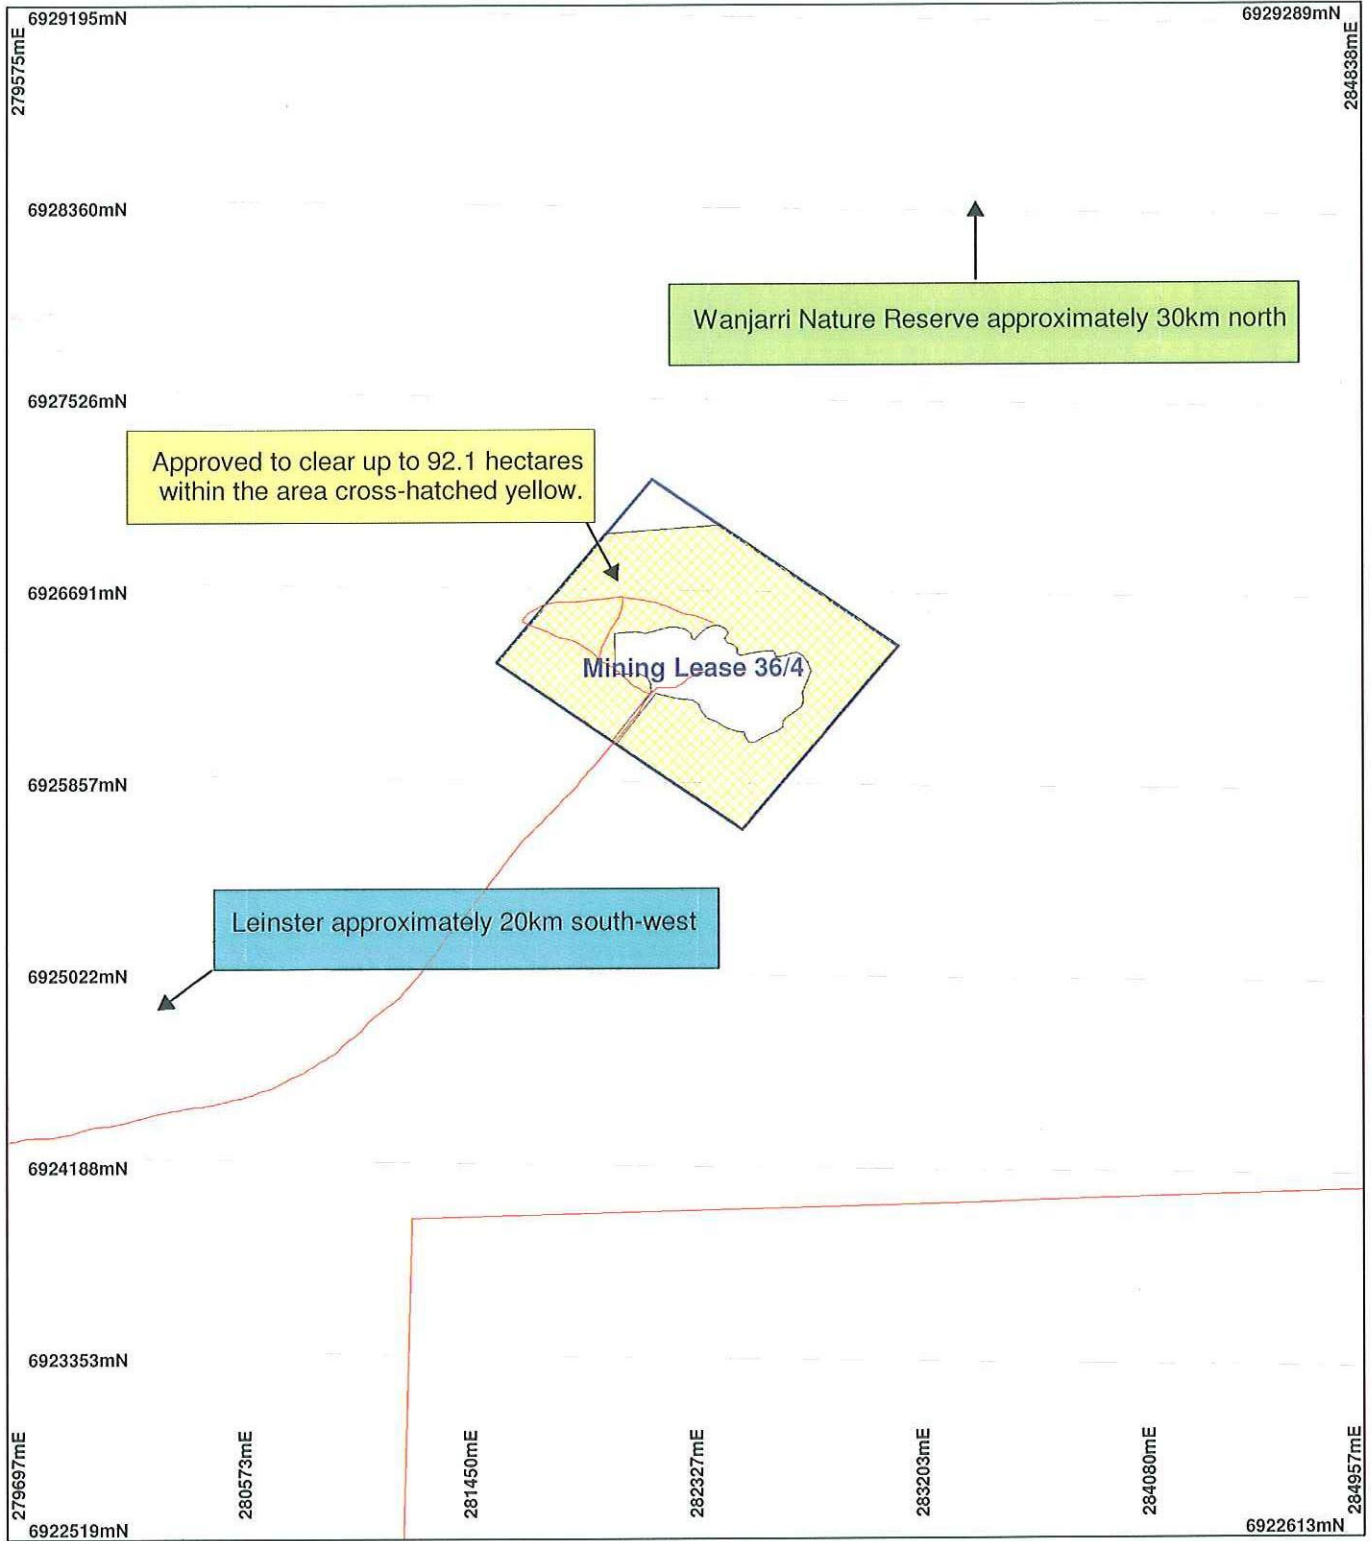 6929195mN
6929289mN
279575mE
284838mE
6928360mN
Wanjarri Nature Reserve approximately 30km north
6927526mN
Approved to clear up to 92.1 hectares
within the area cross-hatched yellow.
6926691mN
Mining Lease 36/4
6925857mN
Leinster approximately 20km south-west
6925022mN
6924188mN
6923353mN
279697mE
280573mE
281450mE
282327mE
283203mE
284080mE
284957mE
6922519mN
6922613mN